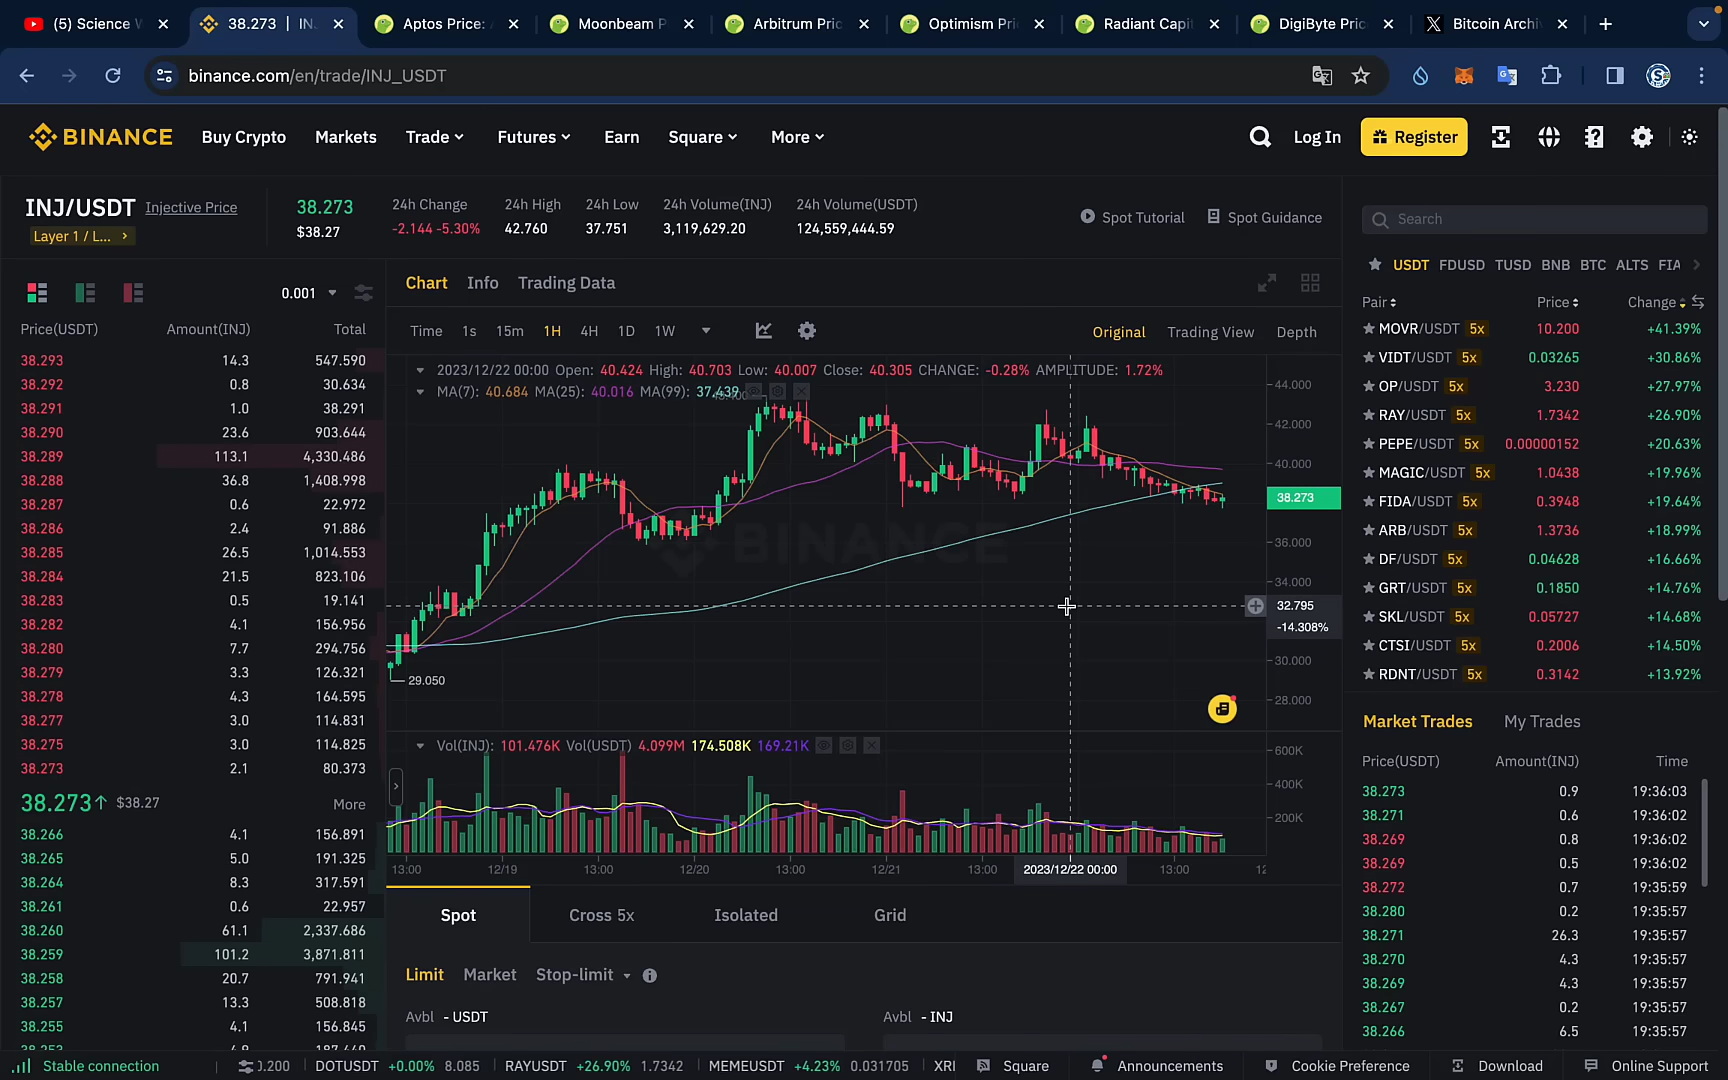 (5) Science
38.273 | IN
Aptos Price:
Moonbeam P
Arbitrum Pric
Optimism Pri
Radiant Capi
DigiByte Pric
Bitcoin Archi
binance.com/en/trade/INJ_USDT
BINANCE
Buy Crypto
Markets
Trade
Futures
Earn
Square
More
Log In
Register
INJ/USDT
Injective Price
Layer 1 / L...
38.273
$38.27
24h Change
-2.144 -5.30%
24h High
42.760
24h Low
37.751
24h Volume(INJ)
3,119,629.20
24h Volume(USDT)
124,559,444.59
Spot Tutorial
Spot Guidance
0.001
Price(USDT) Amount(INJ) Total
38.293 14.3 547.590
38.292 0.8 30.634
38.291 1.0 38.291
38.290 23.6 903.644
38.289 113.1 4,330.486
38.288 36.8 1,408.998
38.287 0.6 22.972
38.286 2.4 91.886
38.285 26.5 1,014.553
38.284 21.5 823.106
38.283 0.5 19.141
38.282 4.1 156.956
38.280 7.7 294.756
38.279 3.3 126.321
38.278 4.3 164.595
38.277 3.0 114.831
38.275 3.0 114.825
38.273 2.1 80.373
38.273↑ $38.27 More
38.266 4.1 156.891
38.265 5.0 191.325
38.264 8.3 317.591
38.261 0.6 22.957
38.260 61.1 2,337.686
38.259 101.2 3,871.811
38.258 20.7 791.941
38.257 13.3 508.818
38.255 4.1 156.845
Chart Info Trading Data
Time 1s 15m 1H 4H 1D 1W
Original Trading View Depth
2023/12/22 00:00 Open: 40.424 High: 40.703 Low: 40.007 Close: 40.305 CHANGE: -0.28% AMPLITUDE: 1.72%
MA(7): 40.684 MA(25): 40.016 MA(99): 37.439
44.000
42.000
40.000
38.273
36.000
34.000
32.795
-14.308%
30.000
28.000
29.050
BINANCE
Vol(INJ): 101.476K Vol(USDT) 4.099M 174.508K 169.21K
600K
400K
200K
13:00 12/19 13:00 12/20 13:00 12/21 13:00 2023/12/22 00:00 13:00 12
Spot Cross 5x Isolated Grid
Limit Market Stop-limit
Avbl - USDT
Avbl - INJ
Search
USDT FDUSD TUSD BNB BTC ALTS FIA
Pair Price Change
MOVR/USDT 5x 10.200 +41.39%
VIDT/USDT 5x 0.03265 +30.86%
OP/USDT 5x 3.230 +27.97%
RAY/USDT 5x 1.7342 +26.90%
PEPE/USDT 5x 0.00000152 +20.63%
MAGIC/USDT 5x 1.0438 +19.96%
FIDA/USDT 5x 0.3948 +19.64%
ARB/USDT 5x 1.3736 +18.99%
DF/USDT 5x 0.04628 +16.66%
GRT/USDT 5x 0.1850 +14.76%
SKL/USDT 5x 0.05727 +14.68%
CTSI/USDT 5x 0.2006 +14.50%
RDNT/USDT 5x 0.3142 +13.92%
Market Trades My Trades
Price(USDT) Amount(INJ) Time
38.273 0.9 19:36:03
38.271 0.6 19:36:02
38.269 0.8 19:36:02
38.269 0.5 19:36:02
38.272 0.7 19:35:59
38.280 0.2 19:35:57
38.271 26.3 19:35:57
38.270 4.3 19:35:57
38.269 4.3 19:35:57
38.267 0.2 19:35:57
38.266 6.5 19:35:57
Stable connection
0.200 DOTUSDT +0.00% 8.085 RAYUSDT +26.90% 1.7342 MEMEUSDT +4.23% 0.031705 XRI
Square
Announcements
Cookie Preference
Download
Online Support